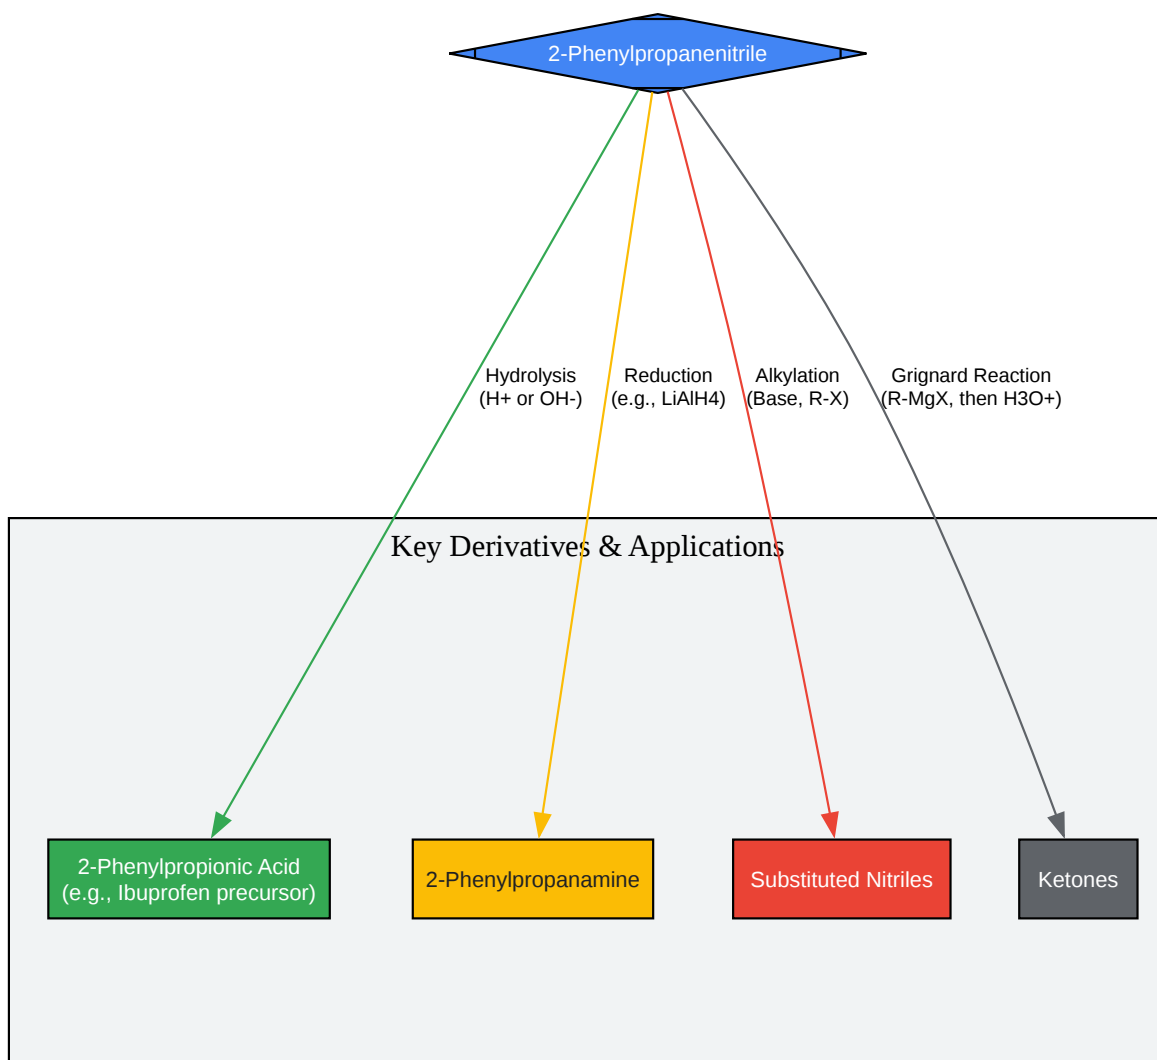 2-Phenylpropanenitrile
Hydrolysis
(H+ or OH-)
Reduction
(e.g., LiAlH4)
Alkylation
(Base, R-X)
Grignard Reaction
(R-MgX, then H3O+)
Key Derivatives & Applications
2-Phenylpropionic Acid
(e.g., Ibuprofen precursor)
2-Phenylpropanamine
Substituted Nitriles
Ketones